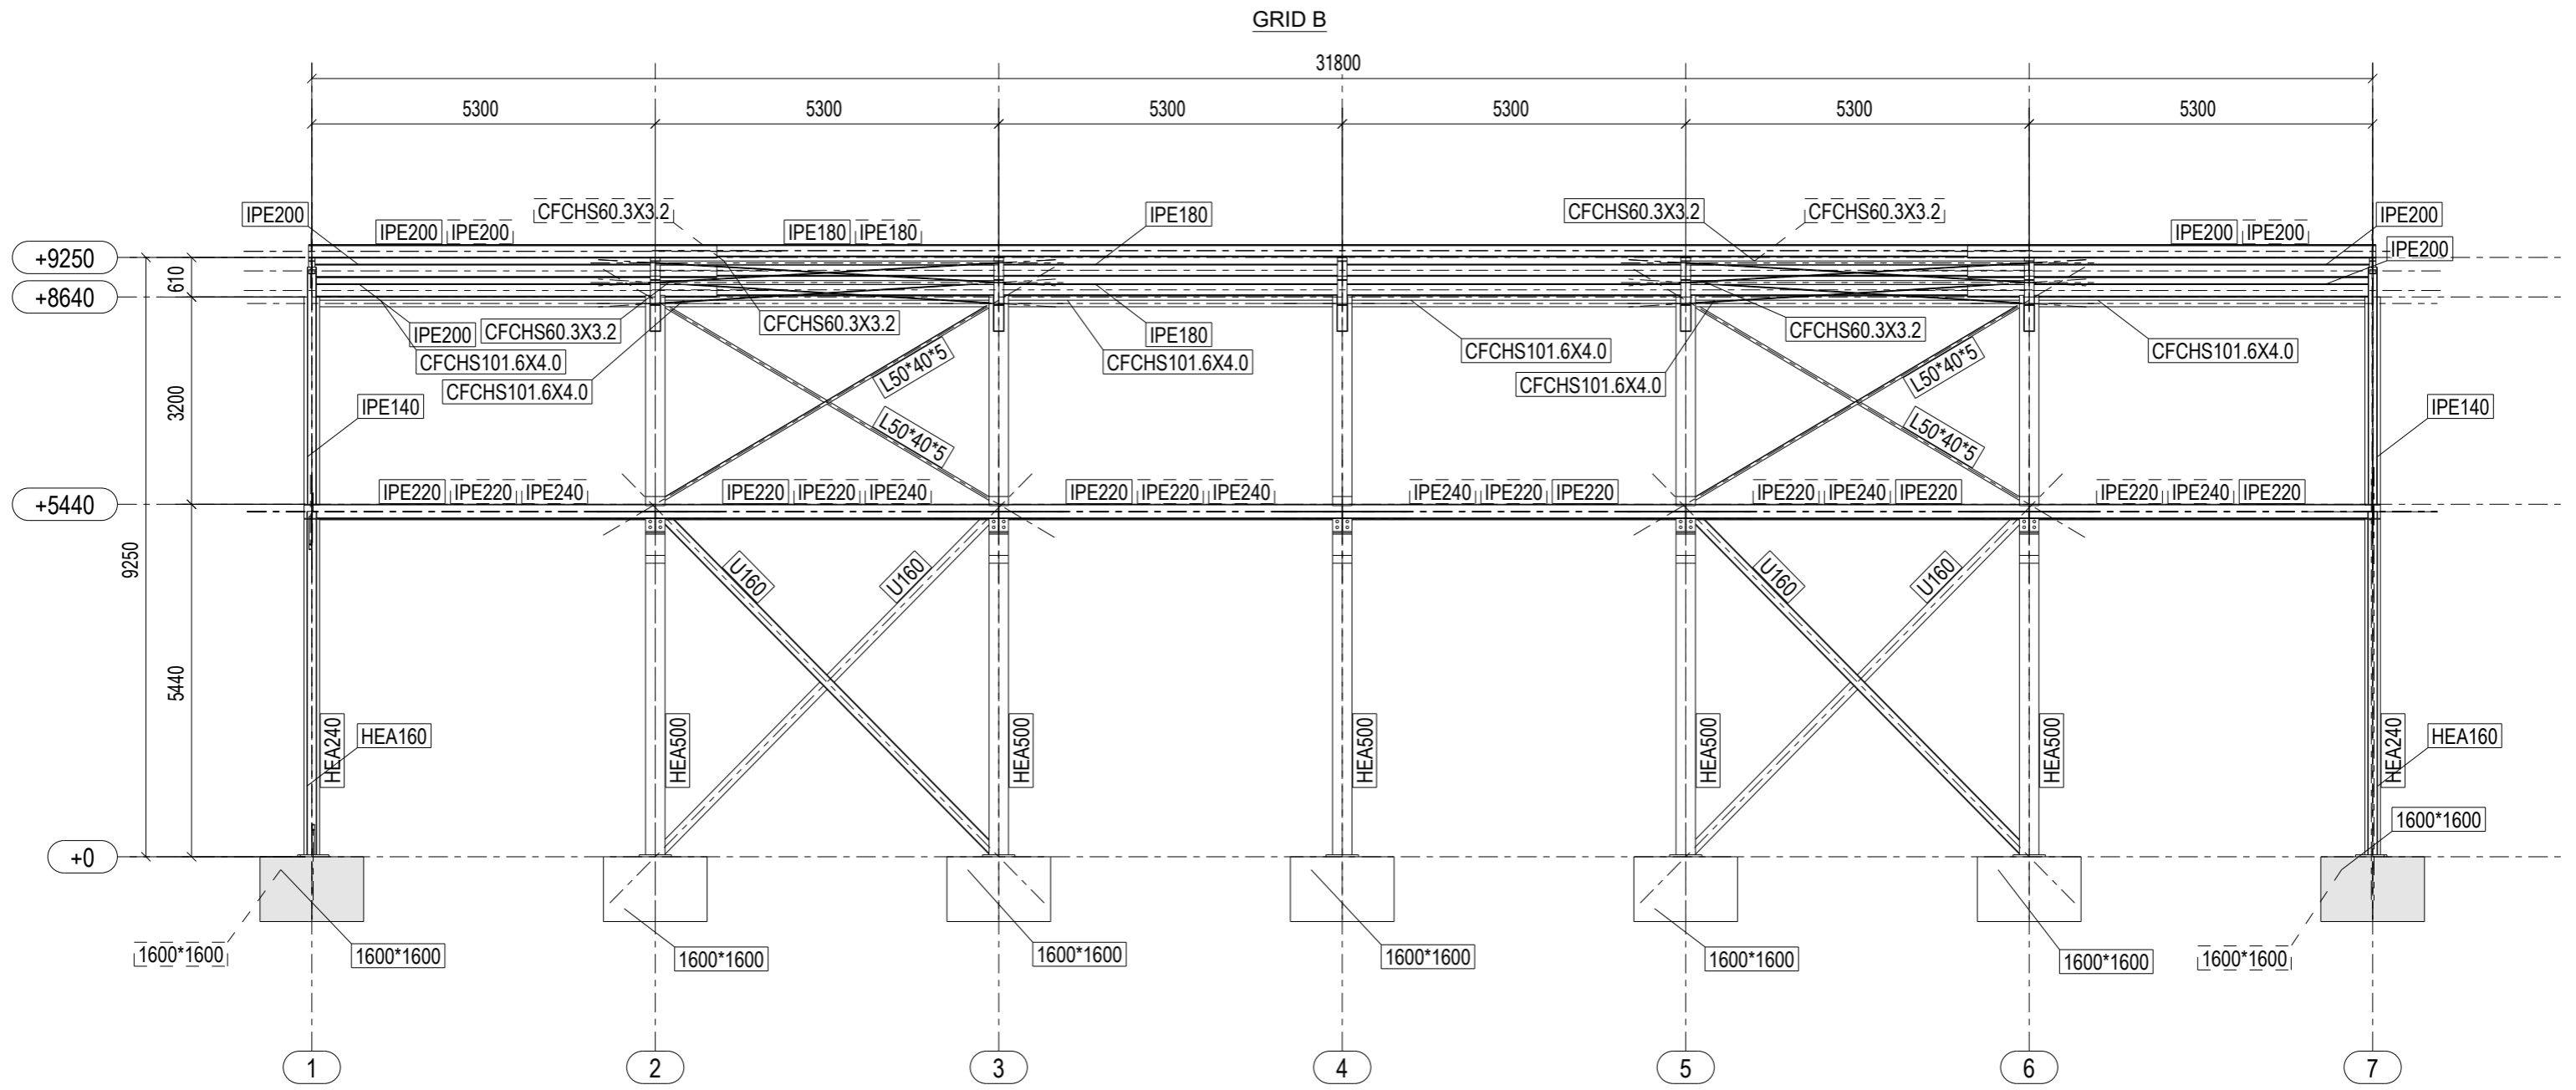 GRID B
31800
5300 5300 5300 5300 5300 5300
IPE200 CFCHS60.3X3.2 IPE180 CFCHS60.3X3.2 CFCHS60.3X3.2 IPE200
IPE200 IPE200 IPE180 IPE180 IPE200 IPE200
+9250 IPE200
610
+8640
IPE200 CFCHS60.3X3.2 CFCHS60.3X3.2 IPE180 CFCHS60.3X3.2
CFCHS101.6X4.0 CFCHS101.6X4.0 CFCHS101.6X4.0 CFCHS101.6X4.0
CFCHS101.6X4.0 L50*40*5 CFCHS101.6X4.0 L50*40*5
3200 IPE140 IPE140
L50*40*5 L50*40*5
IPE220 IPE220 IPE240 IPE220 IPE220 IPE240 IPE220 IPE220 IPE240 IPE240 IPE220 IPE220 IPE220 IPE240 IPE220 IPE220 IPE240 IPE220
+5440
9250 U160 U160 U160 U160
5440
HEA240 HEA160 HEA500 HEA500 HEA500 HEA500 HEA500 HEA240 HEA160
1600*1600
+0
1600*1600 1600*1600 1600*1600 1600*1600 1600*1600 1600*1600 1600*1600 1600*1600
1 2 3 4 5 6 7